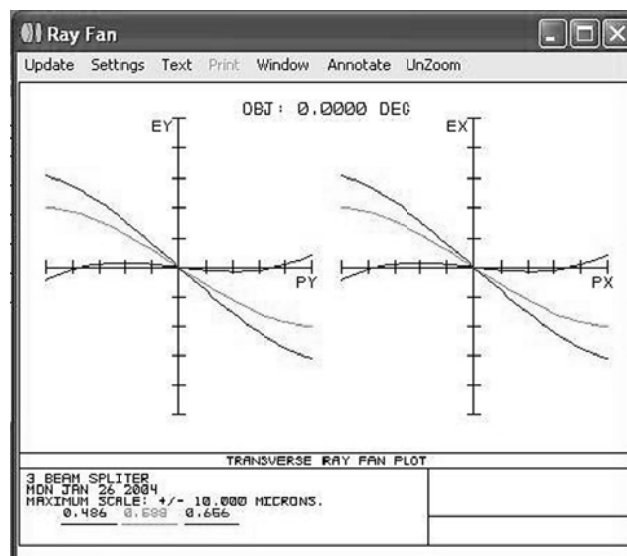 Ray Fan
Update Settngs Text Print Window Annotate UnZoom
OBJ: 0.0000 DEG
EY EX
PY PX
TRANSVERSE RAY FAN PLOT
3 BEAM SPLITER
MON JAN 26 2004
MAXIMUM SCALE: +/- 10.000 MICRONS.
0.486 0.588 0.656